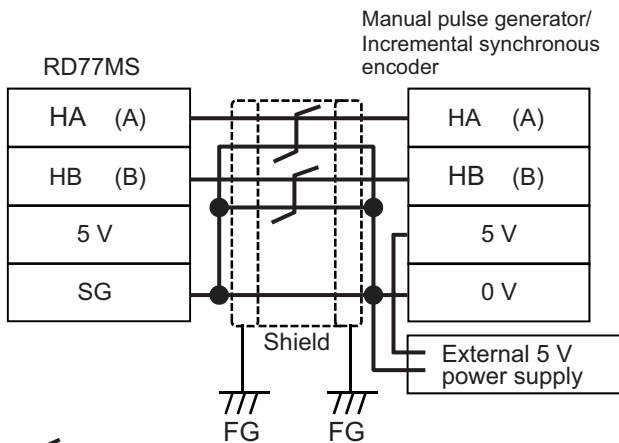 Manual pulse generator/
Incremental synchronous
encoder
RD77MS
HA (A)
HB (B)
5 V
SG
HA (A)
HB (B)
5 V
0 V
Shield
External 5 V
power supply
FG
FG